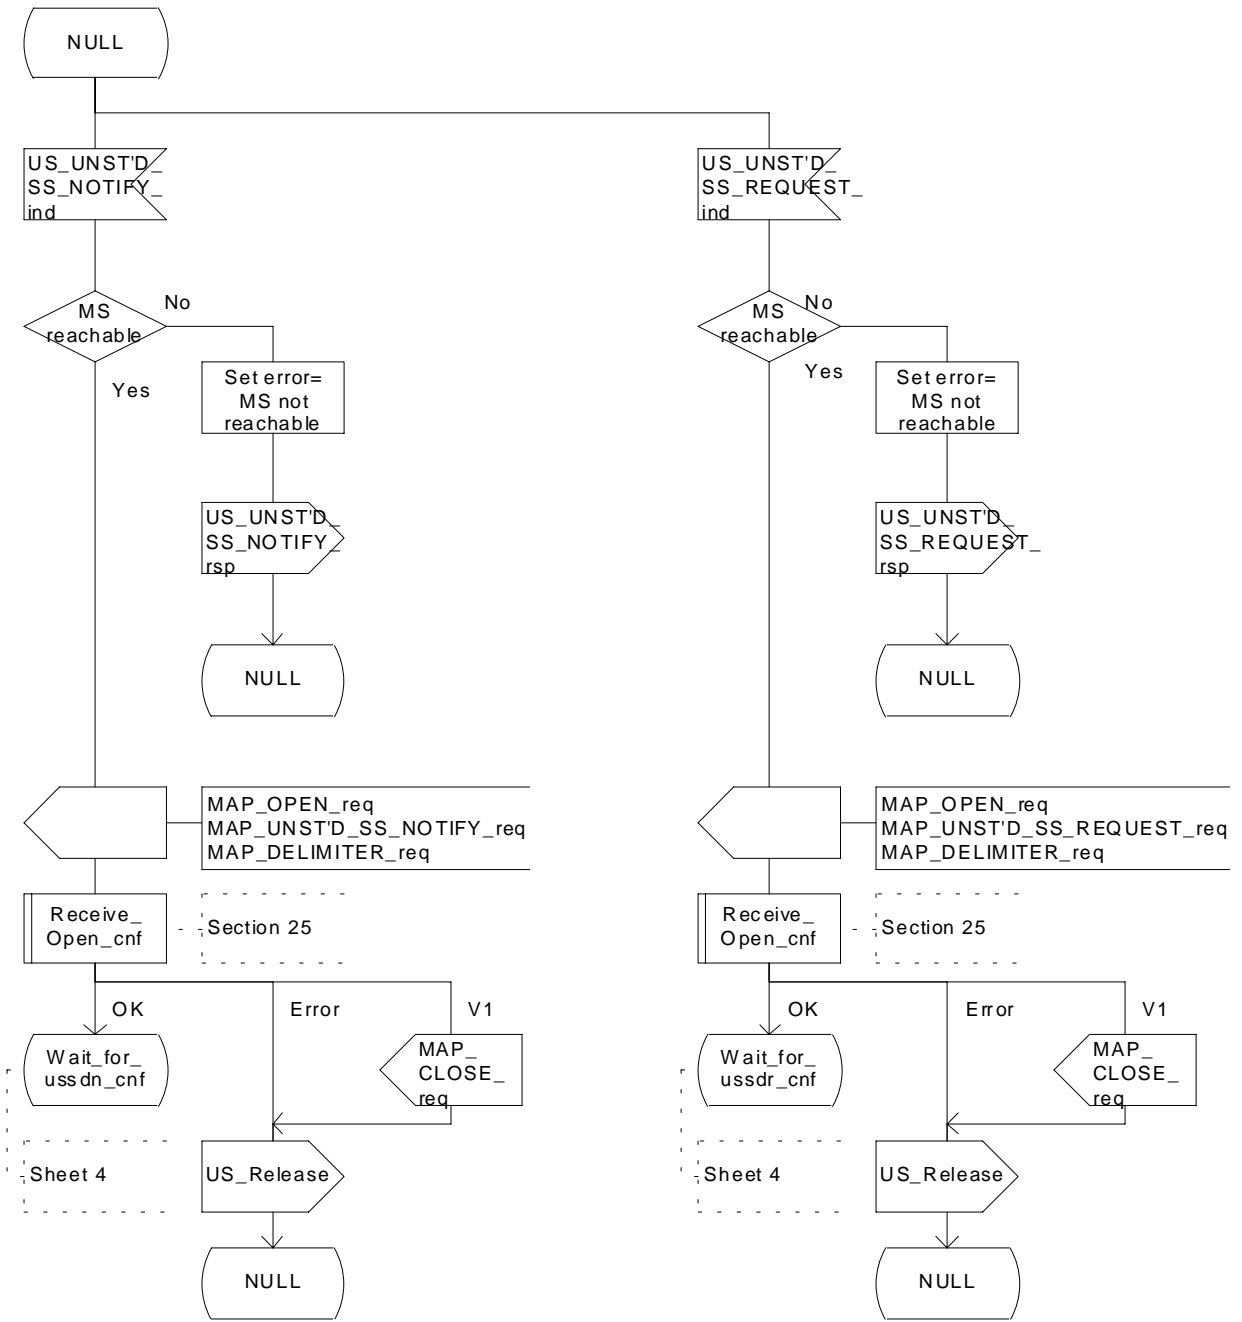 NULL
US_UNST'D_
SS_NOTIFY_
ind
MS
reachable
No
Yes
Set error=
MS not
reachable
US_UNST'D_
SS_NOTIFY_
rsp
NULL
MAP_OPEN_req
MAP_UNST'D_SS_NOTIFY_req
MAP_DELIMITER_req
Receive_
Open_cnf
Section 25
OK
Error
V1
Wait_for_
ussdn_cnf
MAP_
CLOSE_
req
Sheet 4
US_Release
NULL
US_UNST'D_
SS_REQUEST_
ind
MS
reachable
No
Yes
Set error=
MS not
reachable
US_UNST'D_
SS_REQUEST_
rsp
NULL
MAP_OPEN_req
MAP_UNST'D_SS_REQUEST_req
MAP_DELIMITER_req
Receive_
Open_cnf
Section 25
OK
Error
V1
Wait_for_
ussdr_cnf
MAP_
CLOSE_
req
Sheet 4
US_Release
NULL